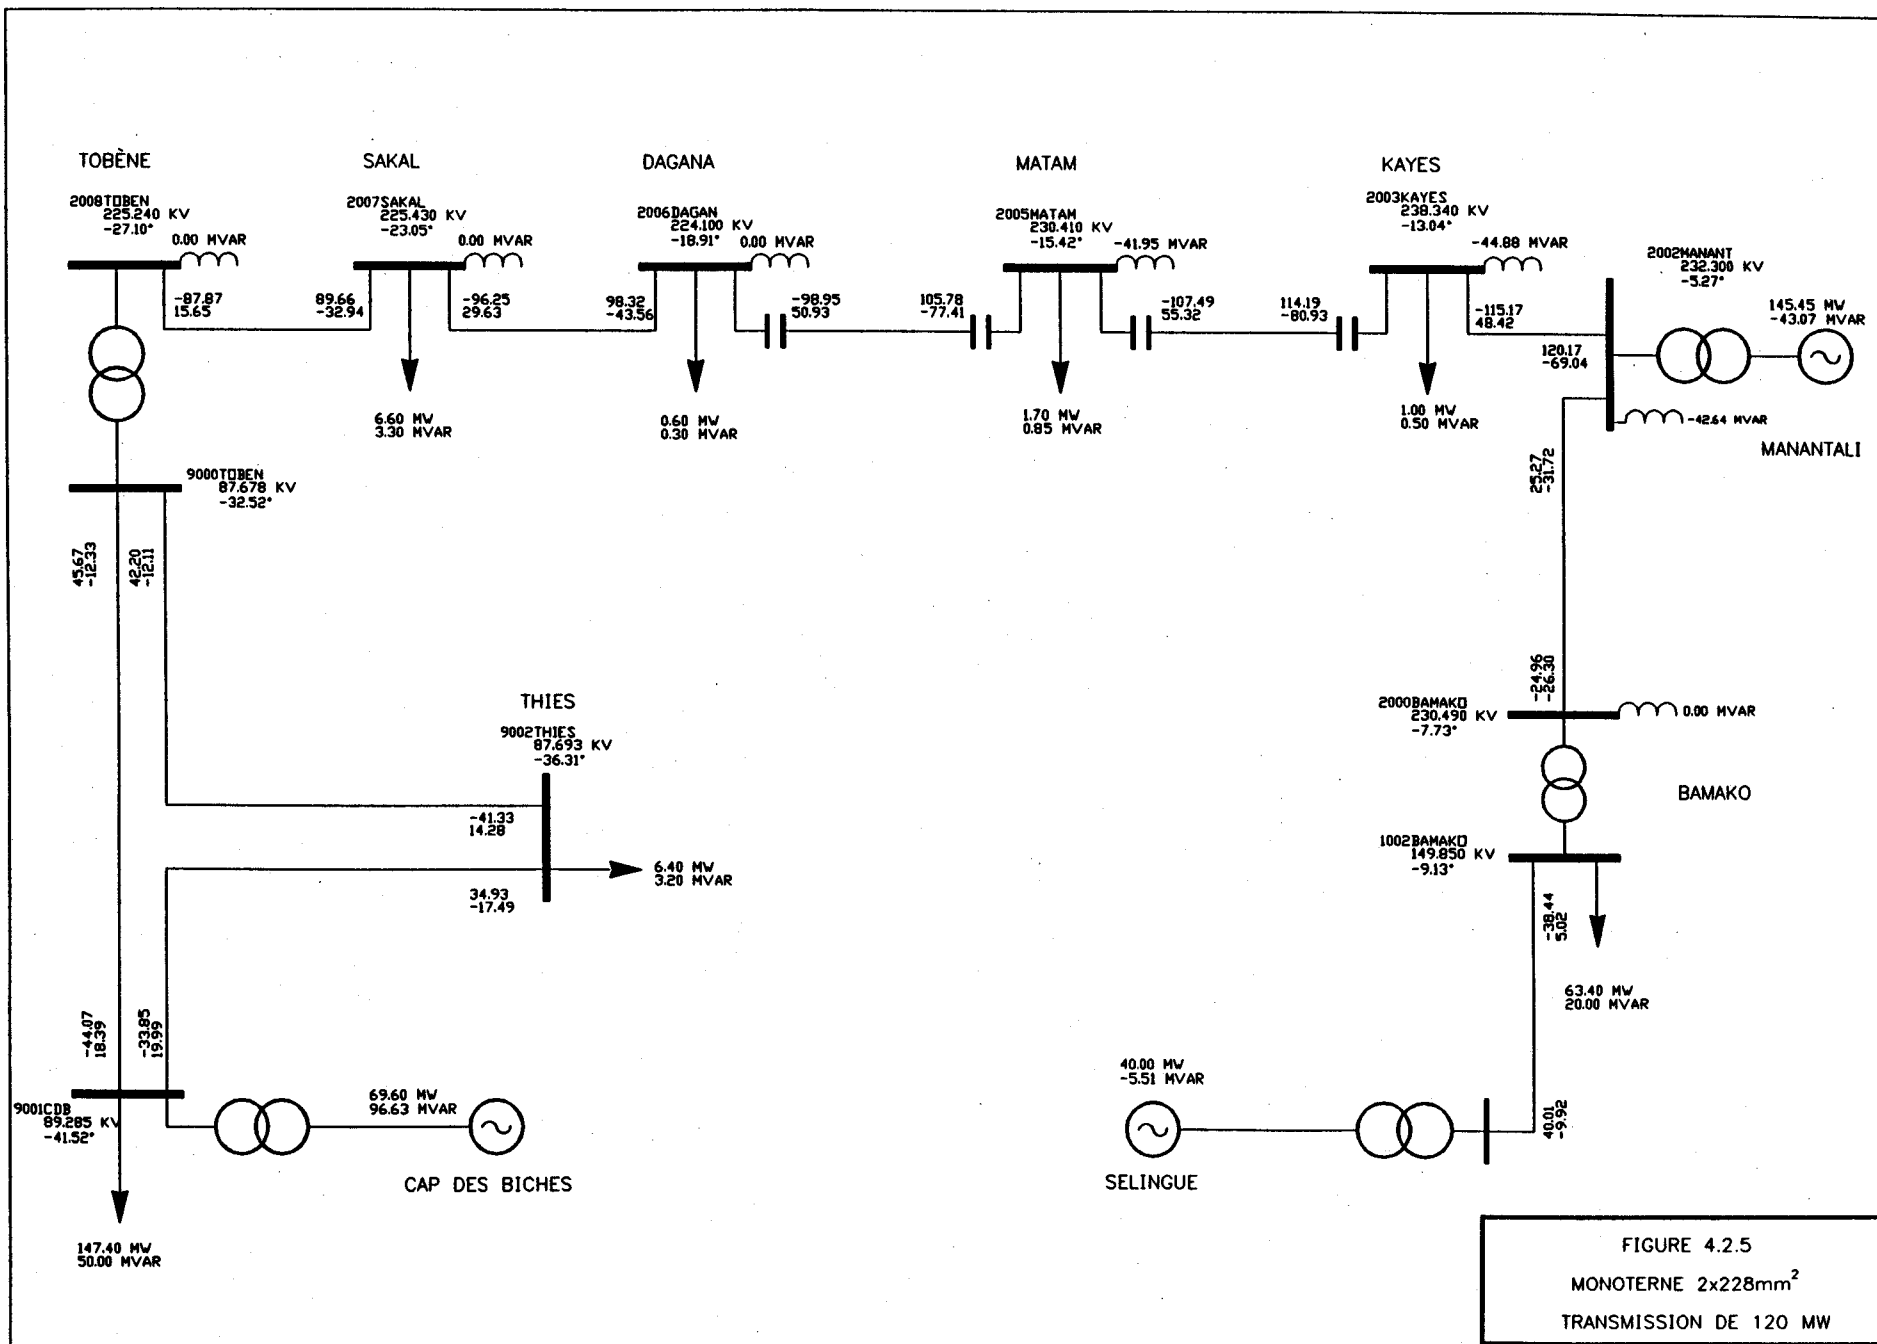 TOBÈNE
2008TOBEN
225.240 KV
-27.10°
0.00 MVAR
-87.87
15.65
SAKAL
2007SAKAL
225.430 KV
-23.05°
0.00 MVAR
89.66
-32.94
-96.25
29.63
6.60 MW
3.30 MVAR
DAGANA
2006DAGAN
224.100 KV
-18.91°
0.00 MVAR
98.32
-43.56
-98.95
50.93
0.60 MW
0.30 MVAR
MATAM
2005MATAM
230.410 KV
-15.42°
-41.95 MVAR
105.78
-77.41
-107.49
55.32
1.70 MW
0.85 MVAR
KAYES
2003KAYES
238.340 KV
-13.04°
-44.88 MVAR
114.19
-80.93
-115.17
48.42
1.00 MW
0.50 MVAR
2002MANANT
232.300 KV
-5.27°
145.45 MW
-43.07 MVAR
120.17
-69.04
-42.64 MVAR
MANANTALI
25.27
-31.72
9000TOBEN
87.678 KV
-32.52°
45.67
-12.33
42.20
-12.11
THIES
9002THIES
87.693 KV
-36.31°
-41.33
14.28
6.40 MW
3.20 MVAR
34.93
-17.49
-24.96
-26.30
2000BAMAKO
230.490 KV
-7.73°
0.00 MVAR
BAMAKO
1002BAMAKO
149.850 KV
-9.13°
-38.44
5.02
63.40 MW
20.00 MVAR
-44.07
18.39
-33.85
19.99
9001CDB
89.285 KV
-41.52°
69.60 MW
96.63 MVAR
CAP DES BICHES
147.40 MW
50.00 MVAR
40.00 MW
-5.51 MVAR
SELINGUE
40.01
-9.92
FIGURE 4.2.5
MONOTERNE 2x228mm²
TRANSMISSION DE 120 MW